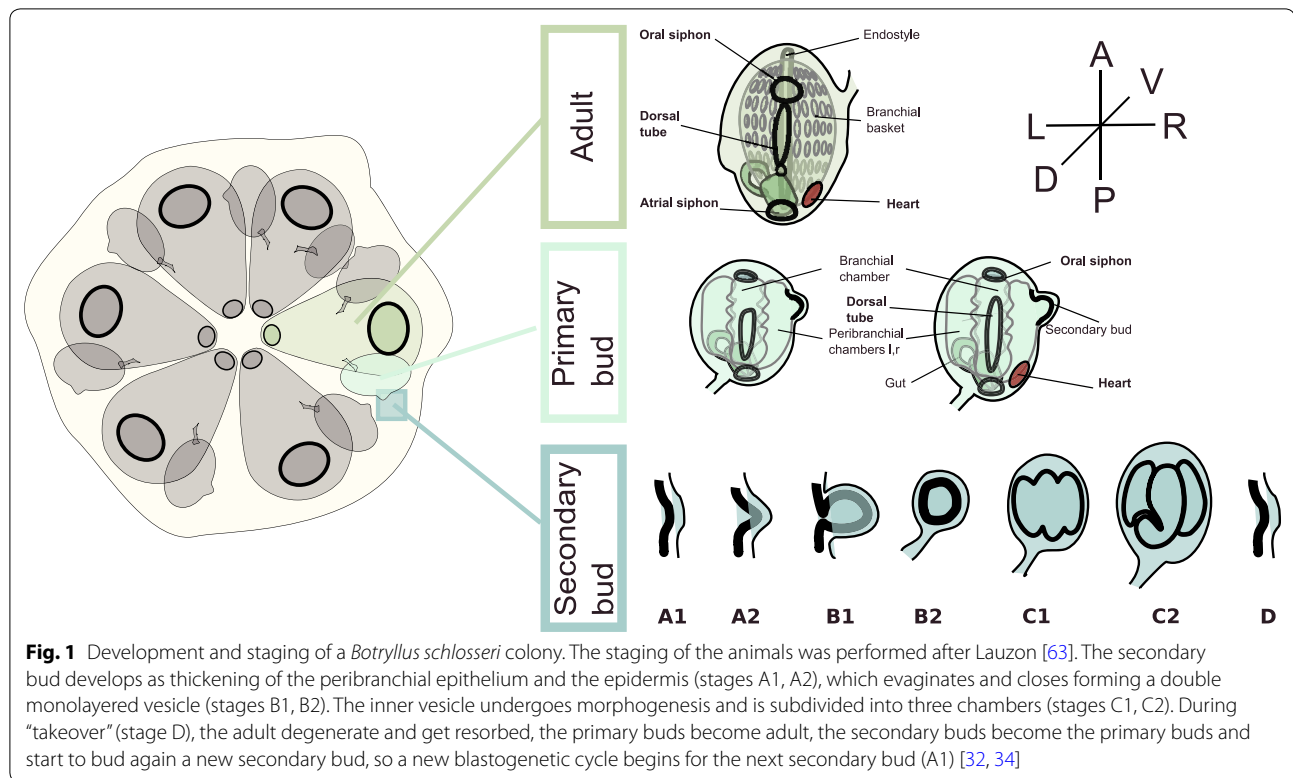 Adult
Oral siphon
Endostyle
Dorsal
tube
Branchial
basket
Atrial siphon
Heart
A
V
L
R
D
P
Primary
bud
Branchial
chamber
Oral siphon
Dorsal
tube
Peribranchial
chambers l,r
Secondary bud
Gut
Heart
Secondary
bud
A1 A2 B1 B2 C1 C2 D
Fig. 1 Development and staging of a Botryllus schlosseri colony. The staging of the animals was performed after Lauzon [63]. The secondary
bud develops as thickening of the peribranchial epithelium and the epidermis (stages A1, A2), which evaginates and closes forming a double
monolayered vesicle (stages B1, B2). The inner vesicle undergoes morphogenesis and is subdivided into three chambers (stages C1, C2). During
“takeover” (stage D), the adult degenerate and get resorbed, the primary buds become adult, the secondary buds become the primary buds and
start to bud again a new secondary bud, so a new blastogenetic cycle begins for the next secondary bud (A1) [32, 34]